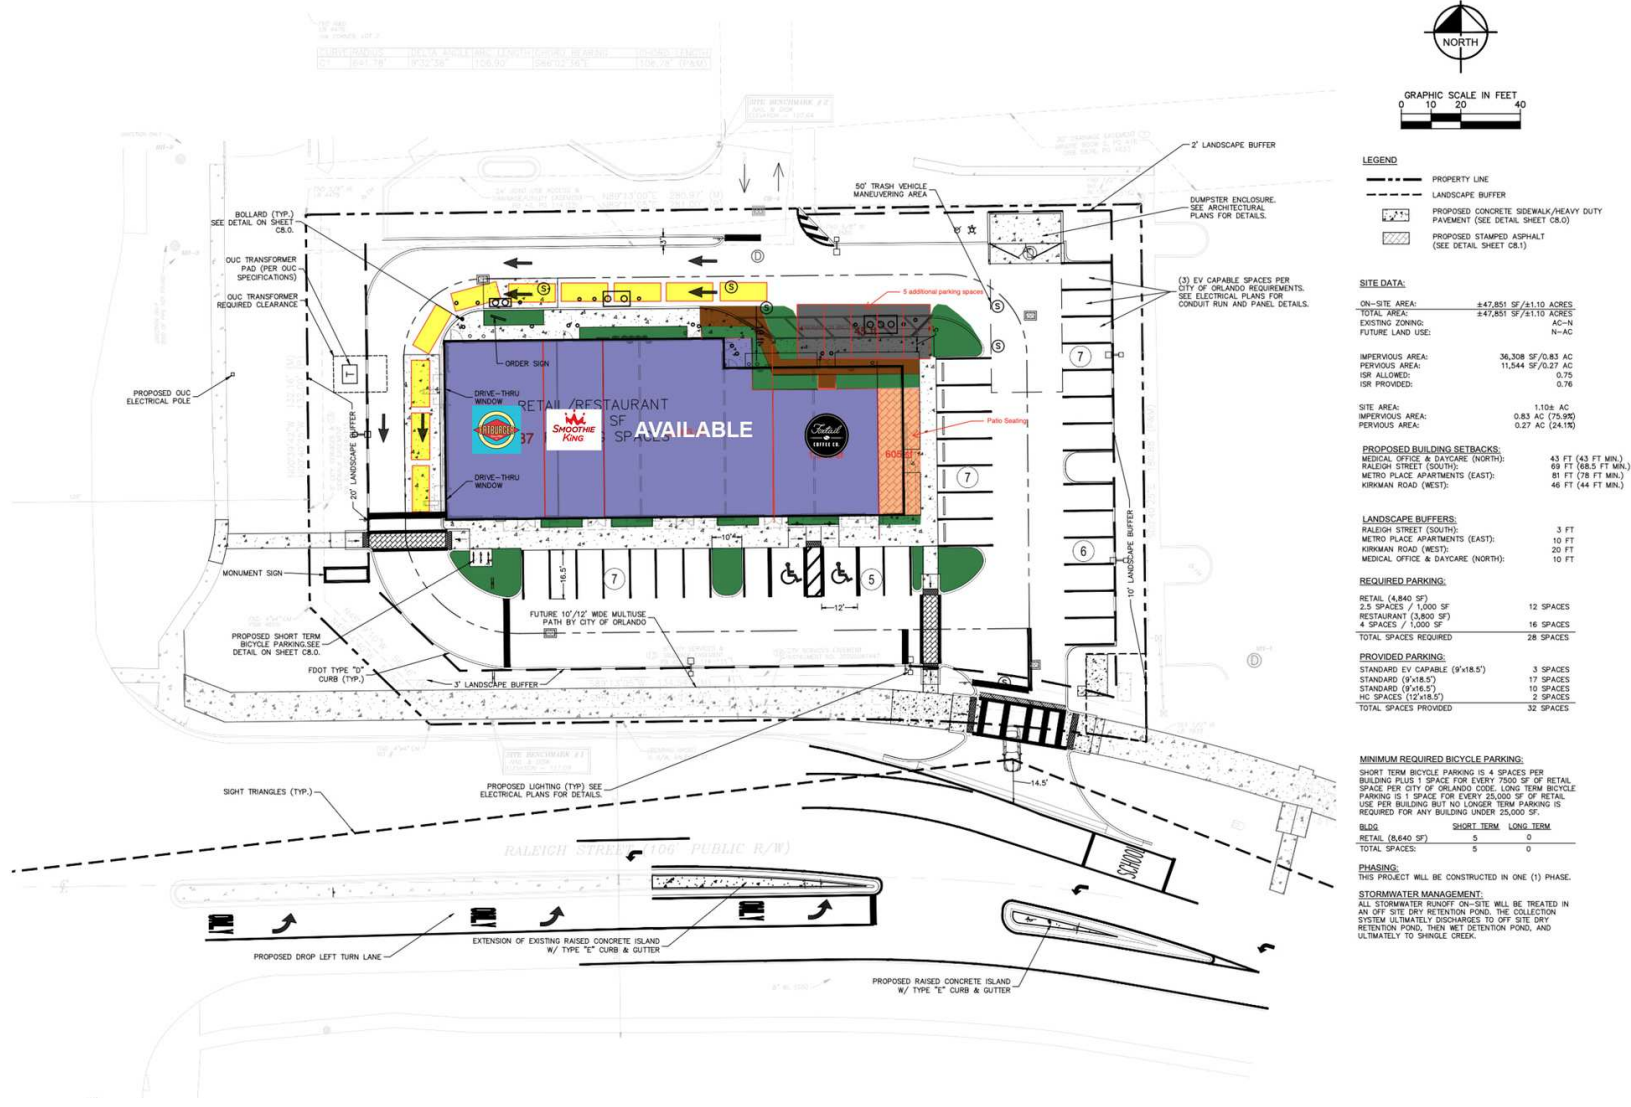 NORTH
GRAPHIC SCALE IN FEET
0 10 20 40
LEGEND
PROPERTY LINE
LANDSCAPE BUFFER
PROPOSED CONCRETE SIDEWALK/HEAVY DUTY
PAVEMENT (SEE DETAIL SHEET C8.0)
PROPOSED STAMPED ASPHALT
(SEE DETAIL SHEET C8.1)
SITE DATA:
ON-SITE AREA: ±47,851 SF/±1.10 ACRES
TOTAL AREA: ±47,851 SF/±1.10 ACRES
EXISTING ZONING: AC-N
FUTURE LAND USE: N-AC
IMPERVIOUS AREA: 36,308 SF/0.83 AC
PERVIOUS AREA: 11,544 SF/0.27 AC
ISR ALLOWED: 0.75
ISR PROVIDED: 0.76
SITE AREA: 1.10± AC
IMPERVIOUS AREA: 0.83 AC (75.9%)
PERVIOUS AREA: 0.27 AC (24.1%)
PROPOSED BUILDING SETBACKS:
MEDICAL OFFICE & DAYCARE (NORTH): 43 FT (43 FT MIN.)
RALEIGH STREET (SOUTH): 69 FT (68.5 FT MIN.)
METRO PLACE APARTMENTS (EAST): 81 FT (78 FT MIN.)
KIRKMAN ROAD (WEST): 46 FT (44 FT MIN.)
LANDSCAPE BUFFERS:
RALEIGH STREET (SOUTH): 3 FT
METRO PLACE APARTMENTS (EAST): 10 FT
KIRKMAN ROAD (WEST): 20 FT
MEDICAL OFFICE & DAYCARE (NORTH): 10 FT
REQUIRED PARKING:
RETAIL (4,840 SF)
2.5 SPACES / 1,000 SF 12 SPACES
RESTAURANT (3,800 SF)
4 SPACES / 1,000 SF 16 SPACES
TOTAL SPACES REQUIRED 28 SPACES
PROVIDED PARKING:
STANDARD EV CAPABLE (9'x18.5') 3 SPACES
STANDARD (9'x18.5') 17 SPACES
STANDARD (9'x16.5') 10 SPACES
HC SPACES (12'x18.5') 2 SPACES
TOTAL SPACES PROVIDED 32 SPACES
MINIMUM REQUIRED BICYCLE PARKING:
SHORT TERM BICYCLE PARKING IS 4 SPACES PER
BUILDING PLUS 1 SPACE FOR EVERY 7500 SF OF RETAIL
SPACE PER CITY OF ORLANDO CODE. LONG TERM BICYCLE
PARKING IS 1 SPACE FOR EVERY 25,000 SF OF RETAIL
USE PER BUILDING BUT NO LONGER TERM PARKING IS
REQUIRED FOR ANY BUILDING UNDER 25,000 SF.
BLDG SHORT TERM LONG TERM
RETAIL (8,640 SF) 5 0
TOTAL SPACES: 5 0
PHASING:
THIS PROJECT WILL BE CONSTRUCTED IN ONE (1) PHASE.
STORMWATER MANAGEMENT:
ALL STORMWATER RUNOFF ON-SITE WILL BE TREATED IN
AN OFF SITE DRY RETENTION POND. THE COLLECTION
SYSTEM ULTIMATELY DISCHARGES TO OFF SITE DRY
RETENTION POND, THEN WET DETENTION POND, AND
ULTIMATELY TO SHINGLE CREEK.
2' LANDSCAPE BUFFER
50' TRASH VEHICLE
MANEUVERING AREA
DUMPSTER ENCLOSURE.
SEE ARCHITECTURAL
PLANS FOR DETAILS.
BOLLARD (TYP.)
SEE DETAIL ON SHEET
C8.0.
OUC TRANSFORMER
PAD (PER OUC
SPECIFICATIONS)
OUC TRANSFORMER
REQUIRED CLEARANCE
(3) EV CAPABLE SPACES PER
CITY OF ORLANDO REQUIREMENTS.
SEE ELECTRICAL PLANS FOR
CONDUIT RUN AND PANEL DETAILS.
5 additional parking spaces
ORDER SIGN
PROPOSED OUC
ELECTRICAL POLE
DRIVE-THRU
WINDOW
RETAIL/RESTAURANT
SF
37
SPACES
FATBURGER
SMOOTHIE
KING
AVAILABLE
Foxtail
COFFEE CO.
Patio Seating
605 sf
DRIVE-THRU
WINDOW
20' LANDSCAPE BUFFER
10' LANDSCAPE BUFFER
7
7
6
7
5
10'
16.5'
12'
MONUMENT SIGN
FUTURE 10'/12' WIDE MULTIUSE
PATH BY CITY OF ORLANDO
PROPOSED SHORT TERM
BICYCLE PARKING.SEE
DETAIL ON SHEET C8.0.
FDOT TYPE "D"
CURB (TYP.)
3' LANDSCAPE BUFFER
PROPOSED LIGHTING (TYP) SEE
ELECTRICAL PLANS FOR DETAILS.
14.5'
SIGHT TRIANGLES (TYP.)
RALEIGH STREET (106' PUBLIC R/W)
SCHOOL
ONLY
ONLY
ONLY
EXTENSION OF EXISTING RAISED CONCRETE ISLAND
W/ TYPE "E" CURB & GUTTER
PROPOSED DROP LEFT TURN LANE
PROPOSED RAISED CONCRETE ISLAND
W/ TYPE "E" CURB & GUTTER